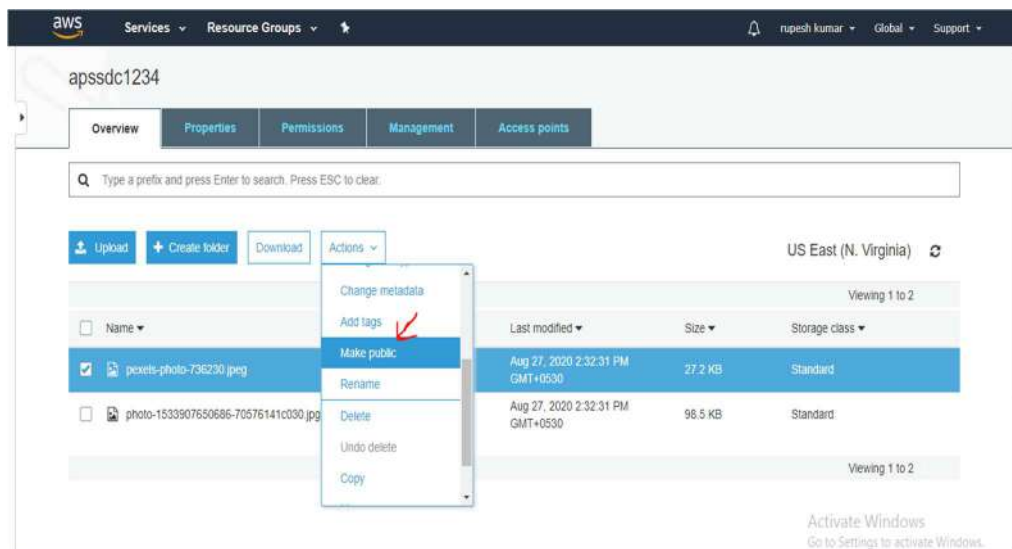 aws Services Resource Groups rupesh kumar Global Support
apssdc1234
Overview Properties Permissions Management Access points
Type a prefix and press Enter to search. Press ESC to clear.
Upload Create folder Download Actions US East (N. Virginia)
Viewing 1 to 2
Change metadata
Add tags
Make public
Rename
Delete
Undo delete
Copy
Name Last modified Size Storage class
pexels-photo-736230.jpeg Aug 27, 2020 2:32:31 PM 27.2 KB Standard
GMT+0530
photo-1533907650686-70576141c030.jpg Aug 27, 2020 2:32:31 PM 98.5 KB Standard
GMT+0530
Viewing 1 to 2
Activate Windows
Go to Settings to activate Windows.